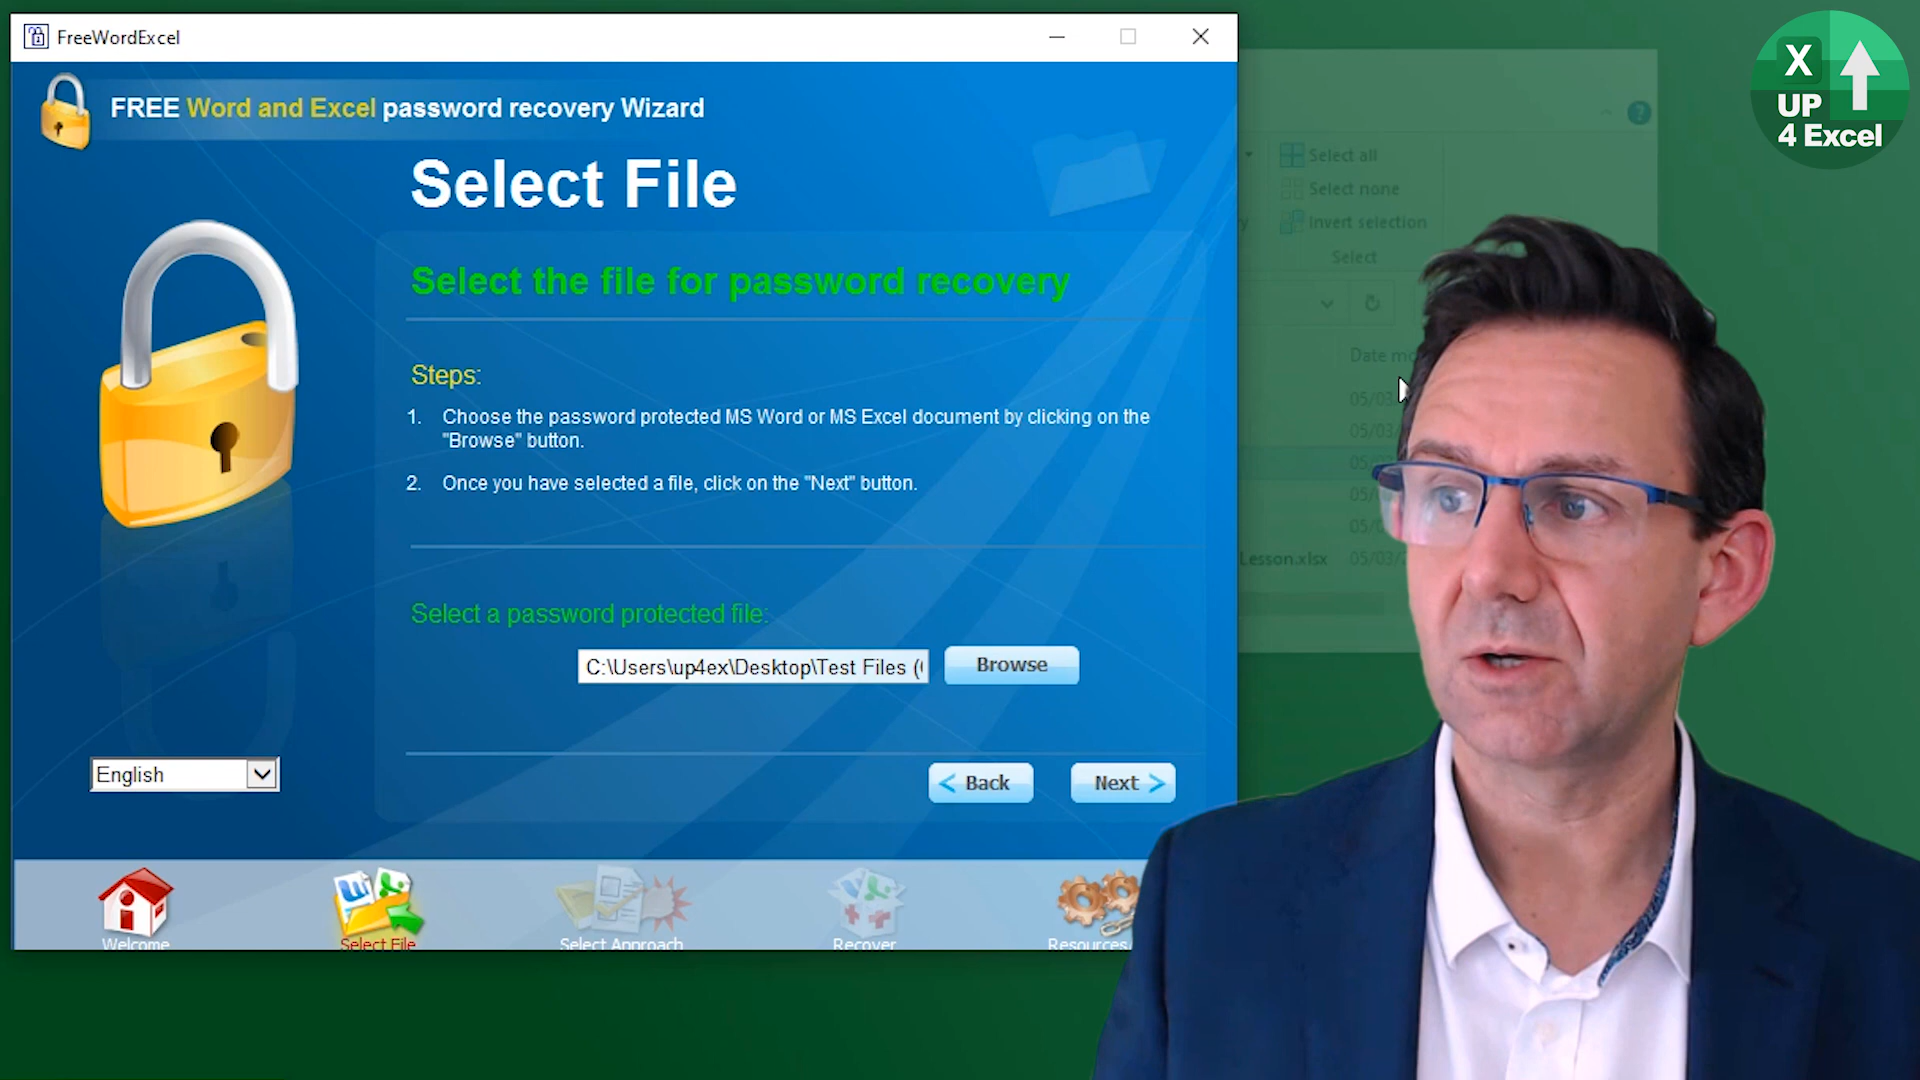 FreeWordExcel
X
UP
4 Excel
FREE Word and Excel password recovery Wizard
Select File
Select all
Select none
Invert selection
Select
Select the file for password recovery
Steps:
1. Choose the password protected MS Word or MS Excel document by clicking on the
"Browse" button.
2. Once you have selected a file, click on the "Next" button.
Lesson.xlsx
Select a password protected file:
C:\Users\up4ex\Desktop\Test Files (
Browse
English
< Back
Next >
Welcome
Select File
Select Approach
Recover
Resources